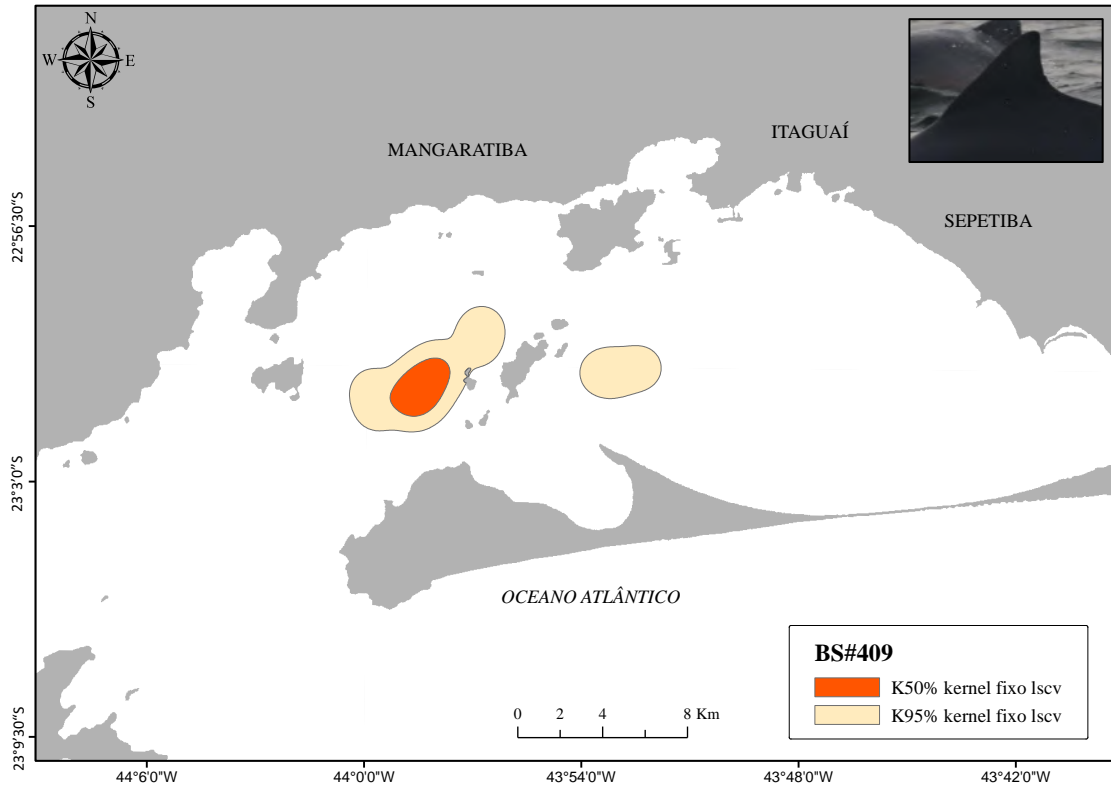 N
W E
S
MANGARATIBA
ITAGUAÍ
SEPETIBA
22°56'30"S
23°3'0"S
23°9'30"S
OCEANO ATLÂNTICO
BS#409
K50% kernel fixo lscv
K95% kernel fixo lscv
0 2 4 8 Km
44°6'0"W 44°0'0"W 43°54'0"W 43°48'0"W 43°42'0"W